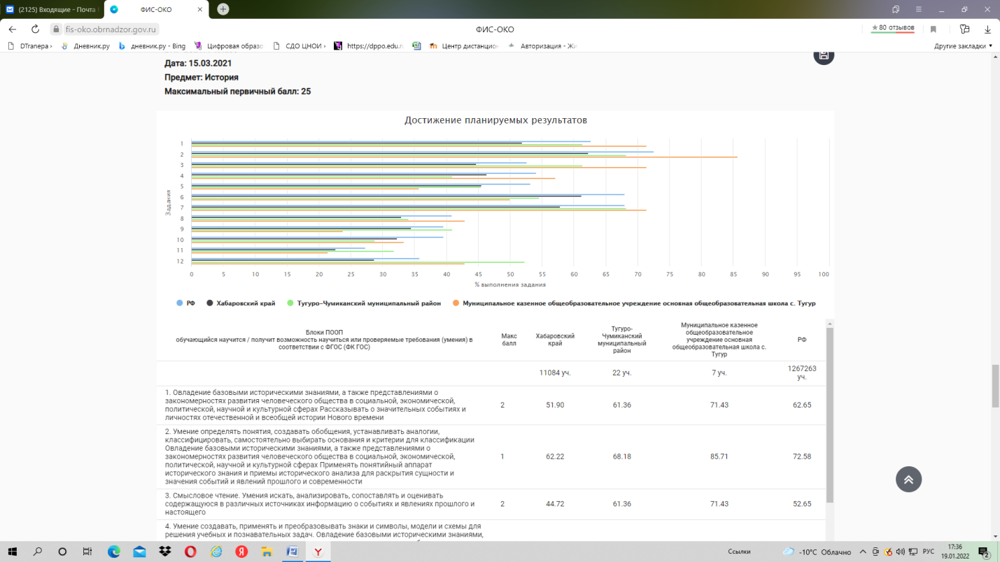 (2125) Входящие - Почта
ФИС-ОКО
fis-oko.obrnadzor.gov.ru
ФИС-ОКО
★ 80 отзывов
DTranepa ›
Дневник.ру
дневник.ру - Bing
Цифровая образо
СДО ЦНОИ ›
https://dppo.edu.ru
Центр дистанцион
Авторизация - Жи
Другие закладки
Дата: 15.03.2021
Предмет: История
Максимальный первичный балл: 25
Достижение планируемых результатов
Задания
1
2
3
4
5
6
7
8
9
10
11
12
0 5 10 15 20 25 30 35 40 45 50 55 60 65 70 75 80 85 90 95 100
% выполнения задания
РФ Хабаровский край Тугуро-Чумиканский муниципальный район Муниципальное казенное общеобразовательное учреждение основная общеобразовательная школа с. Тугур
Блоки ПООП
обучающийся научится / получит возможность научиться или проверяемые требования (умения) в
соответствии с ФГОС (ФК ГОС)
Макс
балл
Хабаровский
край
Тугуро-
Чумиканский
муниципальный
район
Муниципальное казенное
общеобразовательное
учреждение основная
общеобразовательная школа с.
Тугур
РФ
11084 уч.
22 уч.
7 уч.
1267263
уч.
1. Овладение базовыми историческими знаниями, а также представлениями о
закономерностях развития человеческого общества в социальной, экономической,
политической, научной и культурной сферах Рассказывать о значительных событиях и
личностях отечественной и всеобщей истории Нового времени
2 51.90 61.36 71.43 62.65
2. Умение определять понятия, создавать обобщения, устанавливать аналогии,
классифицировать, самостоятельно выбирать основания и критерии для классификации
Овладение базовыми историческими знаниями, а также представлениями о
закономерностях развития человеческого общества в социальной, экономической,
политической, научной и культурной сферах Применять понятийный аппарат
исторического знания и приемы исторического анализа для раскрытия сущности и
значения событий и явлений прошлого и современности
1 62.22 68.18 85.71 72.58
3. Смысловое чтение. Умения искать, анализировать, сопоставлять и оценивать
содержащуюся в различных источниках информацию о событиях и явлениях прошлого и
настоящего
2 44.72 61.36 71.43 52.65
4. Умение создавать, применять и преобразовывать знаки и символы, модели и схемы для
решения учебных и познавательных задач. Овладение базовыми историческими знаниями,
Ссылки
-10°C Облачно
РУС
17:36
19.01.2022
2